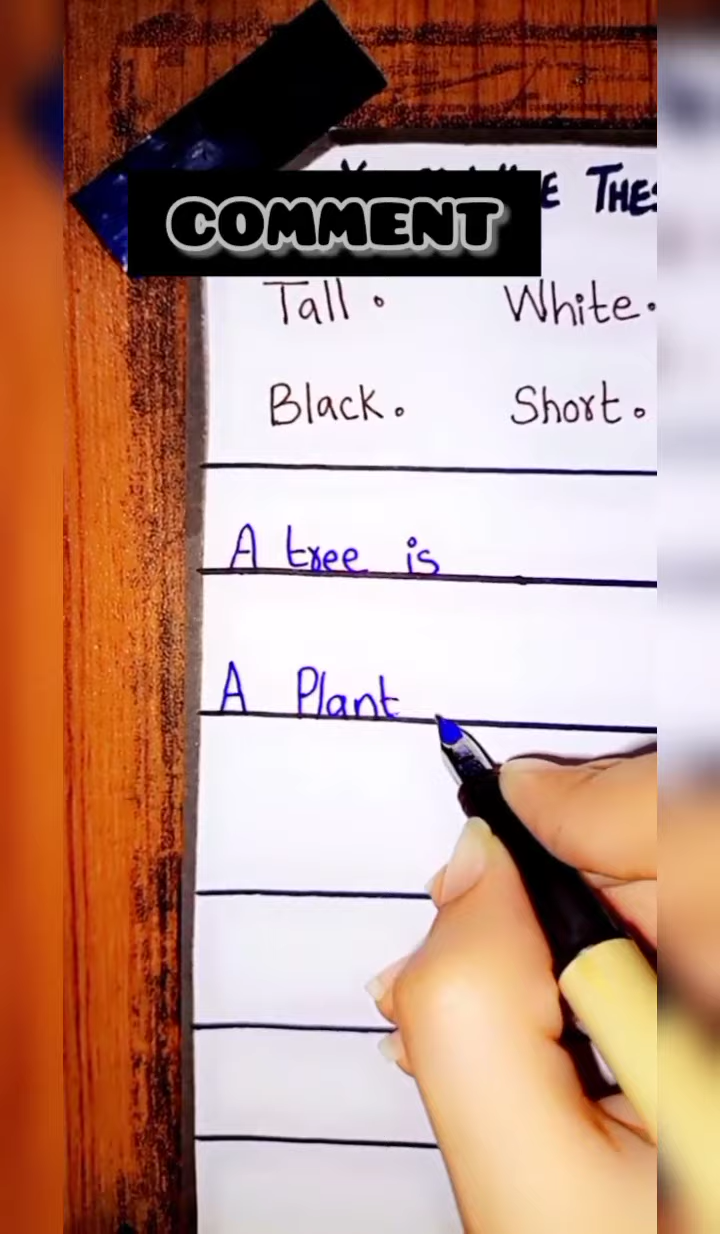 COMMENT
Tall. White.
Black. Short.
A tree is
A Plant